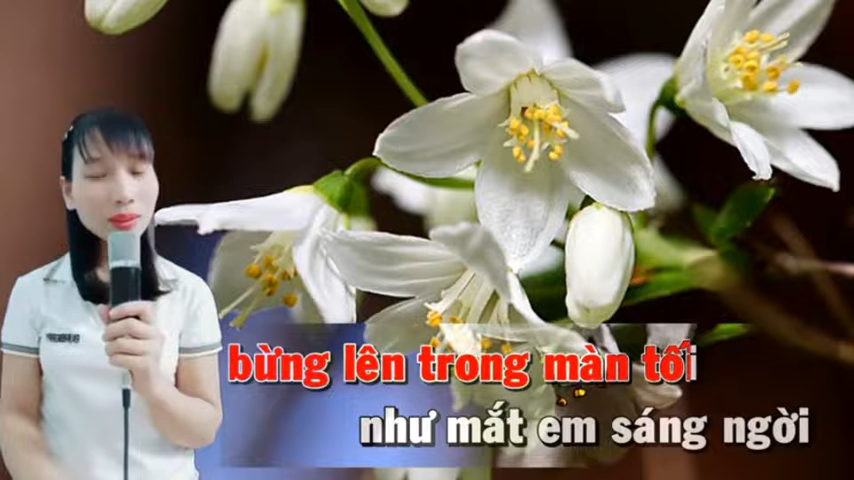 bừng lên trong màn tối
như mắt em sáng ngời